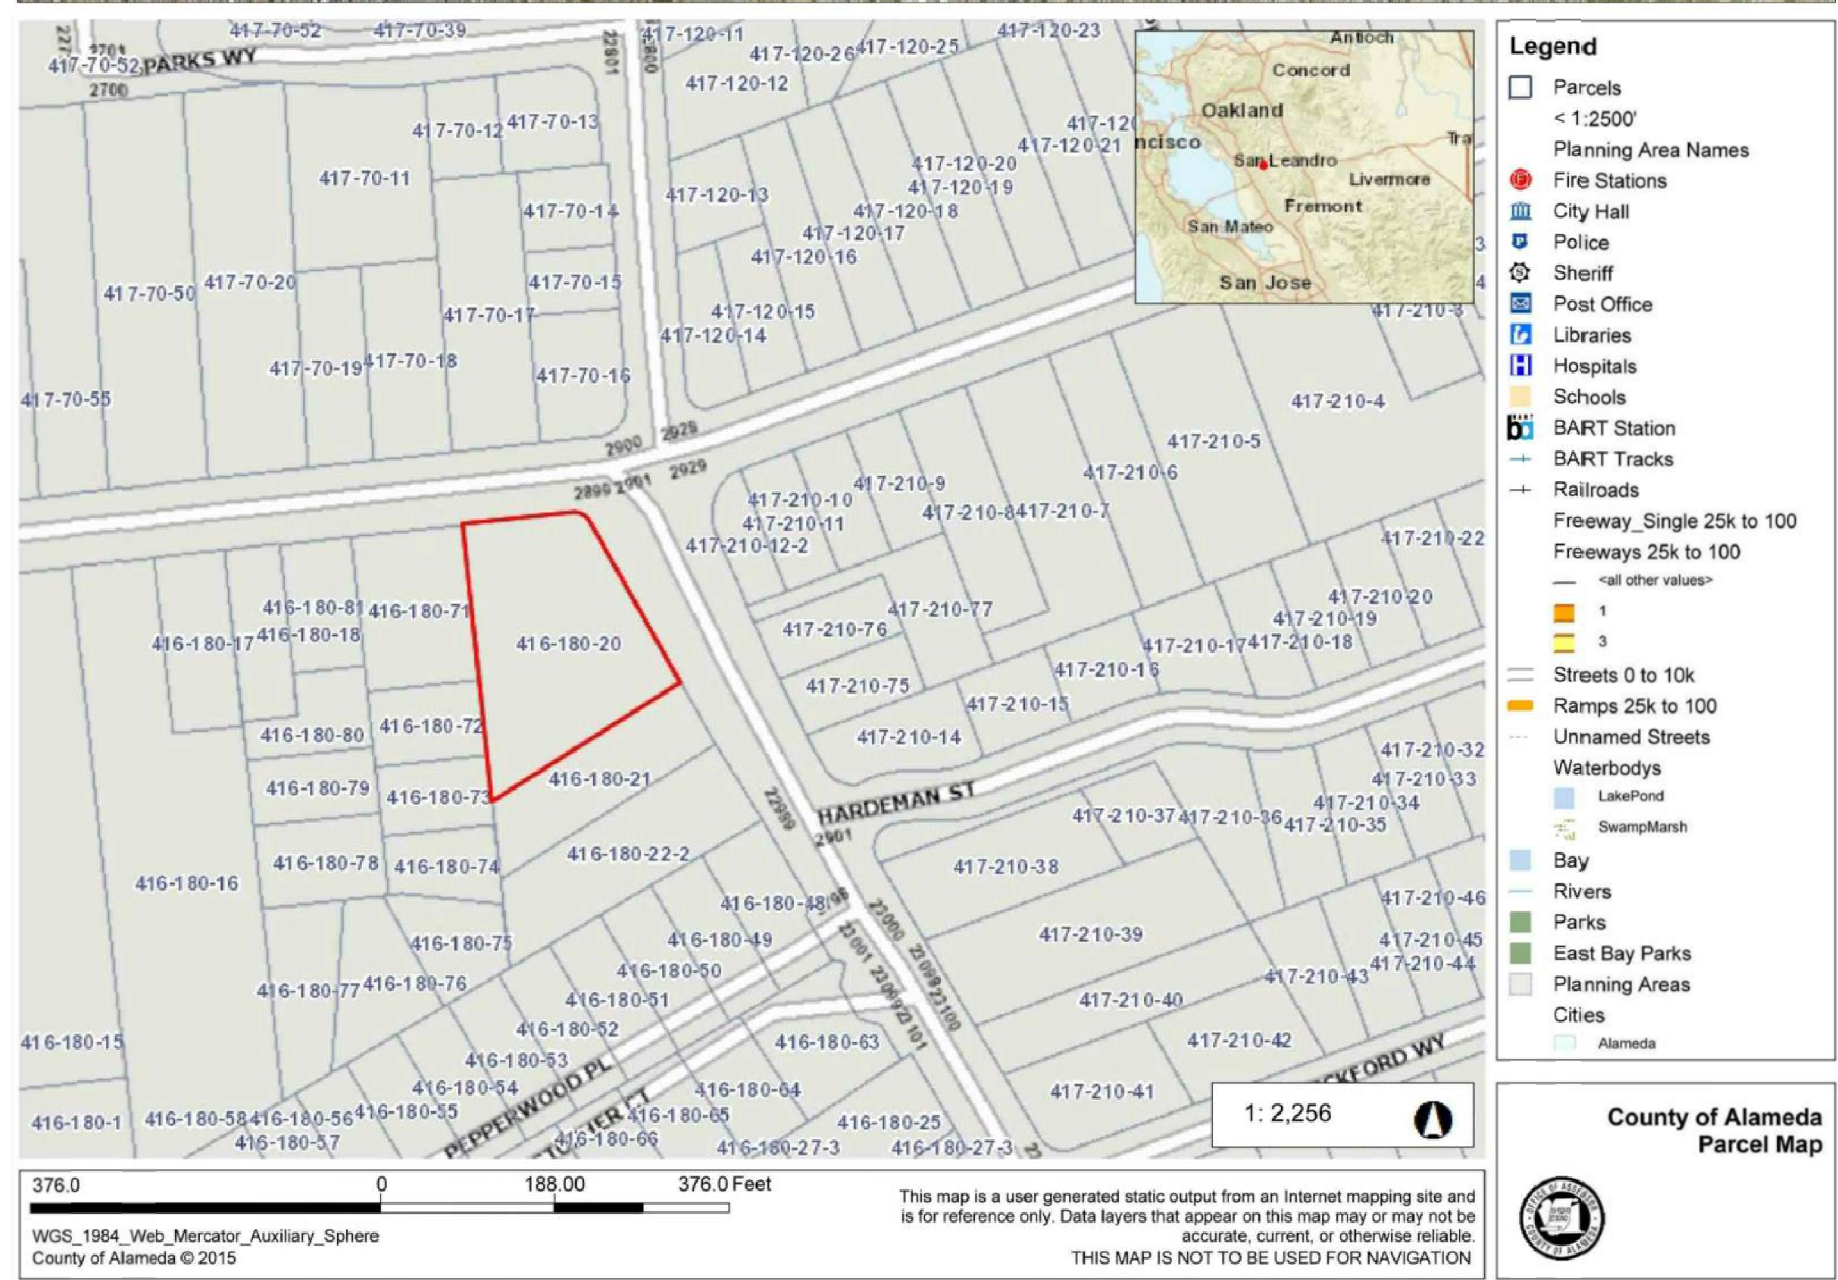 417-70-52
417-70-39
417-120-11
417-120-26
417-120-25
417-120-23
2701
417-70-52
PARKS WY
2700
22901
417-120-12
417-70-12
417-70-13
417-120-21
417-120-20
417-70-11
417-120-19
417-120-13
417-70-14
417-120-18
417-120-17
417-120-16
417-70-50
417-70-20
417-70-15
417-70-17
417-120-15
417-120-14
417-70-19
417-70-18
417-70-16
417-70-55
417-210-4
417-210-5
2900
2929
2929
2899
2901
417-210-6
417-210-9
417-210-10
417-210-8
417-210-7
417-210-11
417-210-12-2
417-210-22
417-210-20
417-210-19
417-210-17
417-210-18
416-180-81
416-180-71
417-210-77
417-210-76
416-180-17
416-180-18
416-180-20
417-210-16
417-210-75
417-210-15
416-180-80
416-180-72
417-210-14
417-210-32
417-210-33
416-180-79
416-180-73
416-180-21
22999
HARDEMAN ST
2901
417-210-34
417-210-37
417-210-36
417-210-35
416-180-78
416-180-74
416-180-22-2
417-210-38
416-180-16
416-180-48
417-210-46
416-180-75
416-180-49
23001
23000
417-210-39
417-210-45
416-180-77
416-180-76
416-180-50
23099
23099
417-210-43
417-210-44
416-180-51
23101
23100
417-210-40
416-180-15
416-180-52
416-180-63
417-210-42
416-180-53
416-180-54
416-180-64
417-210-41
416-180-1
416-180-58
416-180-56
416-180-55
PEPPERWOOD PL
416-180-65
416-180-25
416-180-57
416-180-66
416-180-27-3
416-180-27-3
Antioch
Concord
Oakland
San Leandro
Livermore
Fremont
San Mateo
San Jose
1: 2,256
Legend
Parcels
< 1:2500'
Planning Area Names
Fire Stations
City Hall
Police
Sheriff
Post Office
Libraries
Hospitals
Schools
BART Station
BART Tracks
Railroads
Freeway_Single 25k to 100
Freeways 25k to 100
<all other values>
1
3
Streets 0 to 10k
Ramps 25k to 100
Unnamed Streets
Waterbodys
LakePond
SwampMarsh
Bay
Rivers
Parks
East Bay Parks
Planning Areas
Cities
Alameda
County of Alameda
Parcel Map
376.0
0
188.00
376.0 Feet
WGS_1984_Web_Mercator_Auxiliary_Sphere
County of Alameda © 2015
This map is a user generated static output from an Internet mapping site and
is for reference only. Data layers that appear on this map may or may not be
accurate, current, or otherwise reliable.
THIS MAP IS NOT TO BE USED FOR NAVIGATION